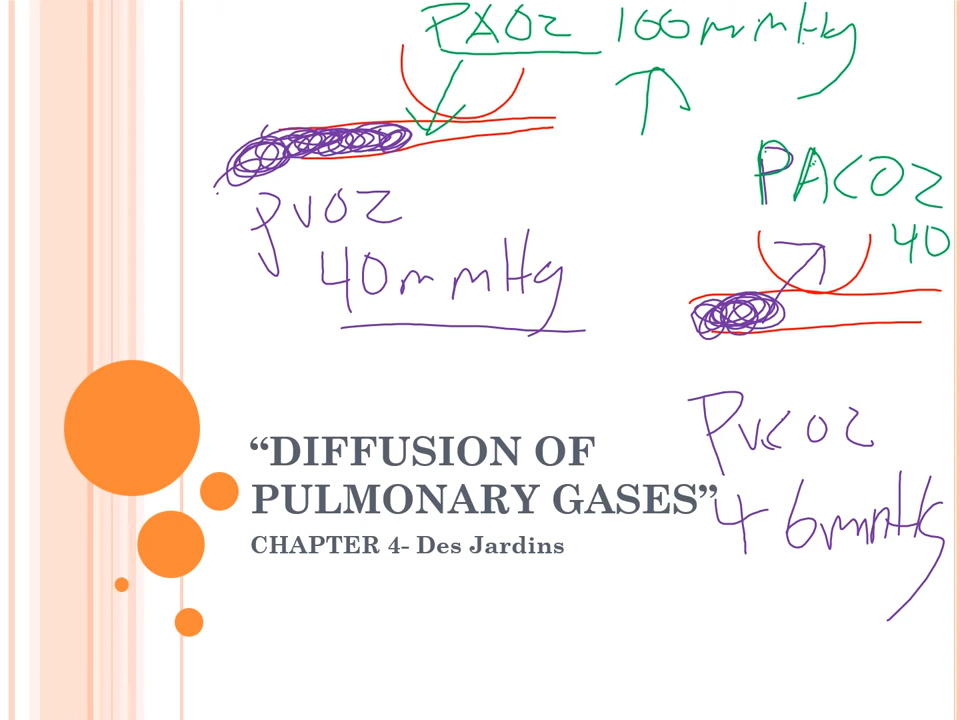 PAO2 100mmHg
PVO2
40mmHg
PACO2
40
PVCO2
46mmHg
“DIFFUSION OF
PULMONARY GASES”
CHAPTER 4- Des Jardins